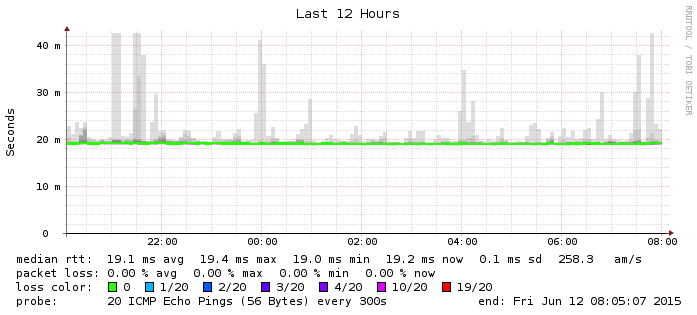 Last 12 Hours
RRDTOOL / TOBI OETIKER
Seconds
40 m
30 m
20 m
10 m
0
22:00 00:00 02:00 04:00 06:00 08:00
median rtt: 19.1 ms avg 19.4 ms max 19.0 ms min 19.2 ms now 0.1 ms sd 258.3 am/s
packet loss: 0.00 % avg 0.00 % max 0.00 % min 0.00 % now
loss color: 0 1/20 2/20 3/20 4/20 10/20 19/20
probe: 20 ICMP Echo Pings (56 Bytes) every 300s end: Fri Jun 12 08:05:07 2015